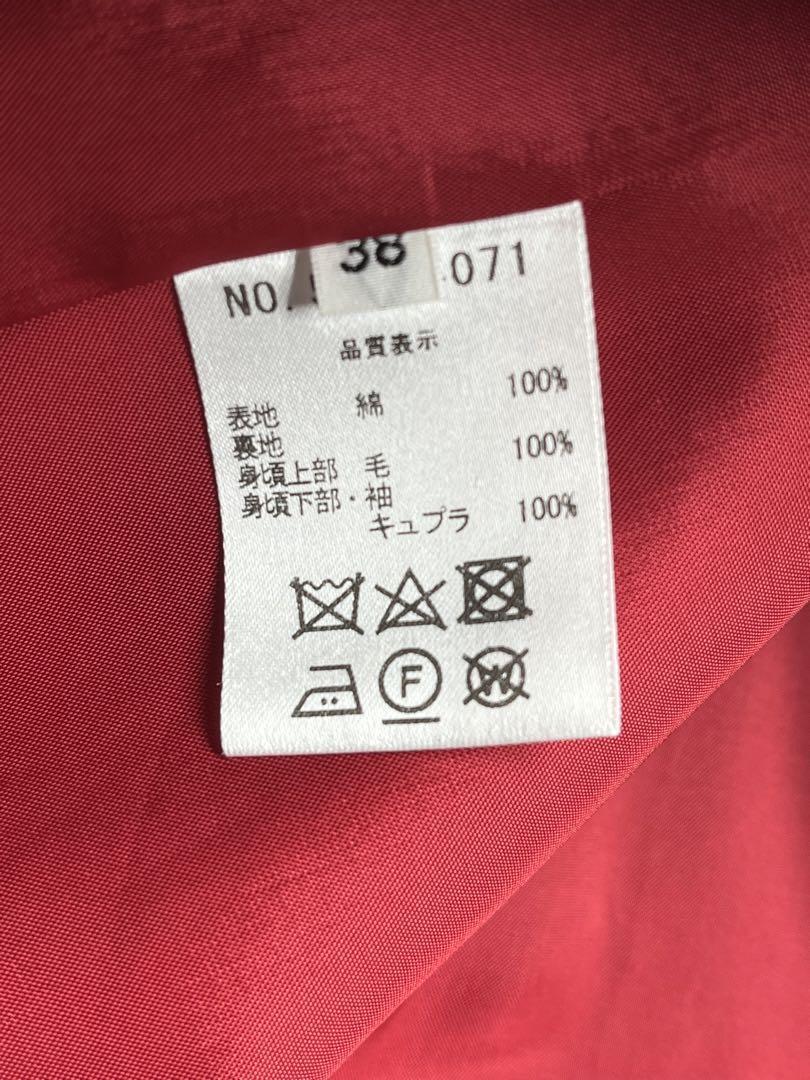 38
NO. 071
品質表示
表地 綿 100%
裏地
身頃上部 毛 100%
身頃下部・袖
キュプラ 100%
F
W